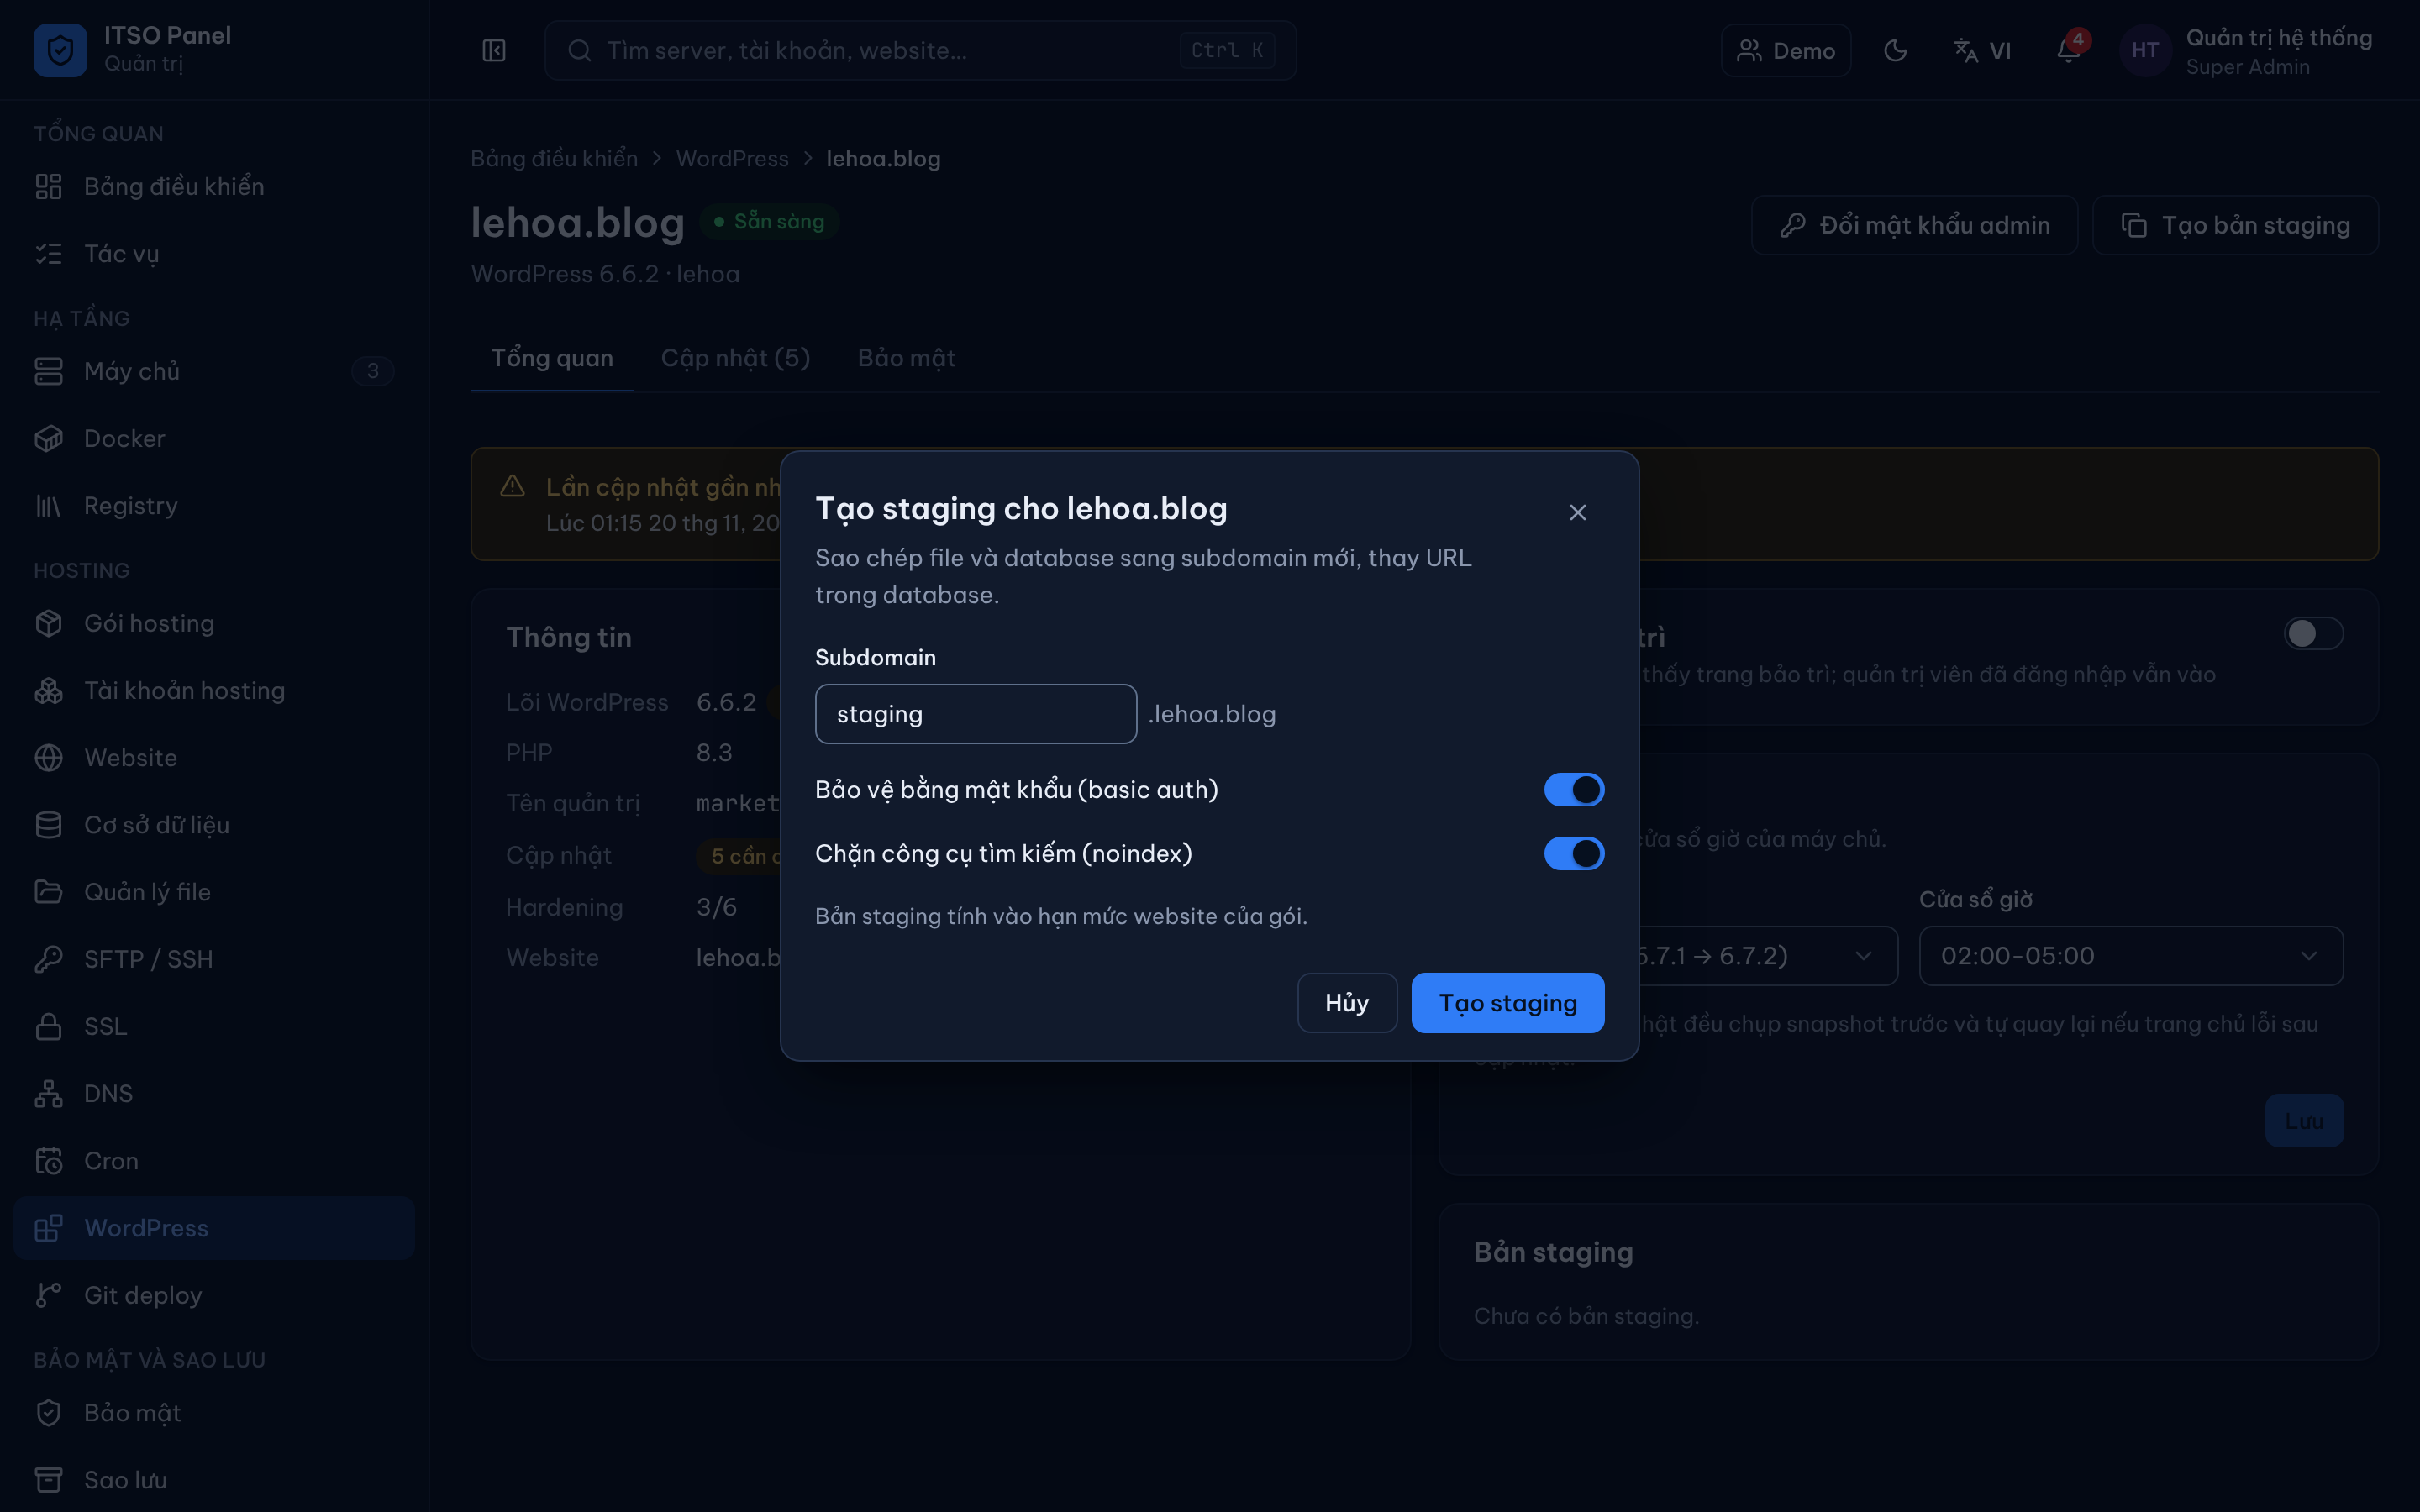 ITSO Panel
Quản trị
Tìm server, tài khoản, website...
Ctrl K
Demo
VI
4
HT
Quản trị hệ thống
Super Admin
TỔNG QUAN
Bảng điều khiển
Tác vụ
HẠ TẦNG
Máy chủ
3
Docker
Registry
HOSTING
Gói hosting
Tài khoản hosting
Website
Cơ sở dữ liệu
Quản lý file
SFTP / SSH
SSL
DNS
Cron
WordPress
Git deploy
BẢO MẬT VÀ SAO LƯU
Bảo mật
Sao lưu
Bảng điều khiển > WordPress > lehoa.blog
lehoa.blog
Sẵn sàng
WordPress 6.6.2 · lehoa
Đổi mật khẩu admin
Tạo bản staging
Tổng quan
Cập nhật (5)
Bảo mật
Lần cập nhật gần
Lúc 01:15 20 thg 11,
Thông tin
Lõi WordPress 6.6.2
PHP 8.3
Tên quản trị
Cập nhật 5 cần
Hardening 3/6
Website
Tạo staging cho lehoa.blog
Sao chép file và database sang subdomain mới, thay URL
trong database.
Subdomain
staging .lehoa.blog
Bảo vệ bằng mật khẩu (basic auth)
Chặn công cụ tìm kiếm (noindex)
Bản staging tính vào hạn mức website của gói.
Hủy
Tạo staging
trì
thấy trang bảo trì; quản trị viên đã đăng nhập vẫn vào
cửa sổ giờ của máy chủ.
Cửa sổ giờ
6.7.1 → 6.7.2)
02:00-05:00
đều chụp snapshot trước và tự quay lại nếu trang chủ lỗi sau
Lưu
Bản staging
Chưa có bản staging.